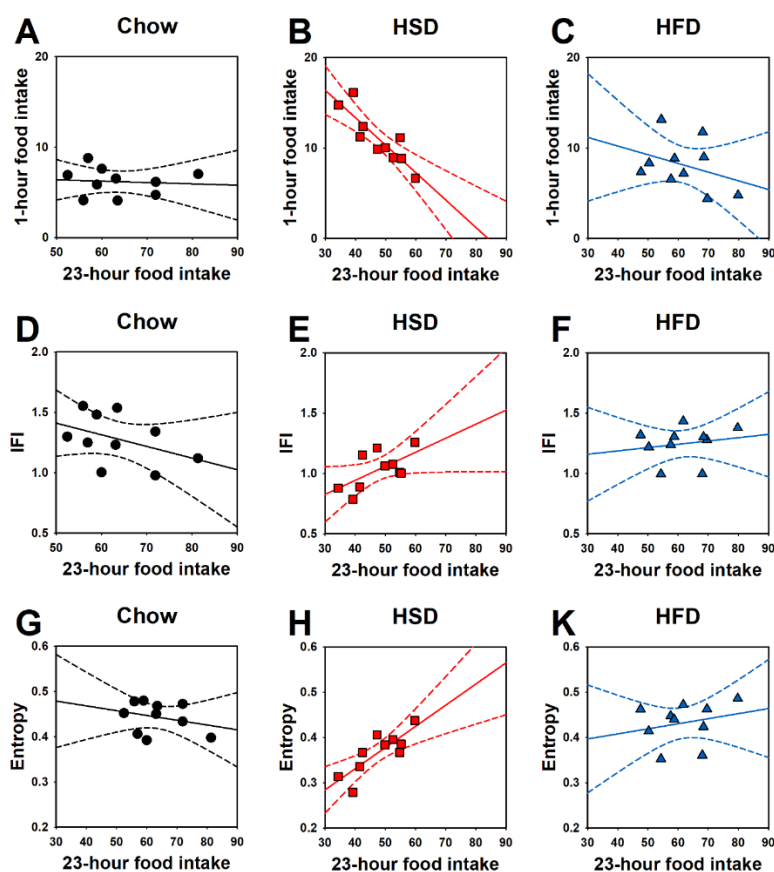 A Chow B HSD C HFD
1-hour food intake 1-hour food intake 1-hour food intake
20 20 20
10 10 10
0 0 0
50 60 70 80 90 30 40 50 60 70 80 90 30 40 50 60 70 80 90
23-hour food intake 23-hour food intake 23-hour food intake
D Chow E HSD F HFD
IFI IFI IFI
2.0 2.0 2.0
1.5 1.5 1.5
1.0 1.0 1.0
0.5 0.5 0.5
50 60 70 80 90 30 40 50 60 70 80 90 30 40 50 60 70 80 90
23-hour food intake 23-hour food intake 23-hour food intake
G Chow H HSD K HFD
Entropy Entropy Entropy
0.6 0.6 0.6
0.5 0.5 0.5
0.4 0.4 0.4
0.3 0.3 0.3
0.2 0.2 0.2
30 40 50 60 70 80 90 30 40 50 60 70 80 90 30 40 50 60 70 80 90
23-hour food intake 23-hour food intake 23-hour food intake